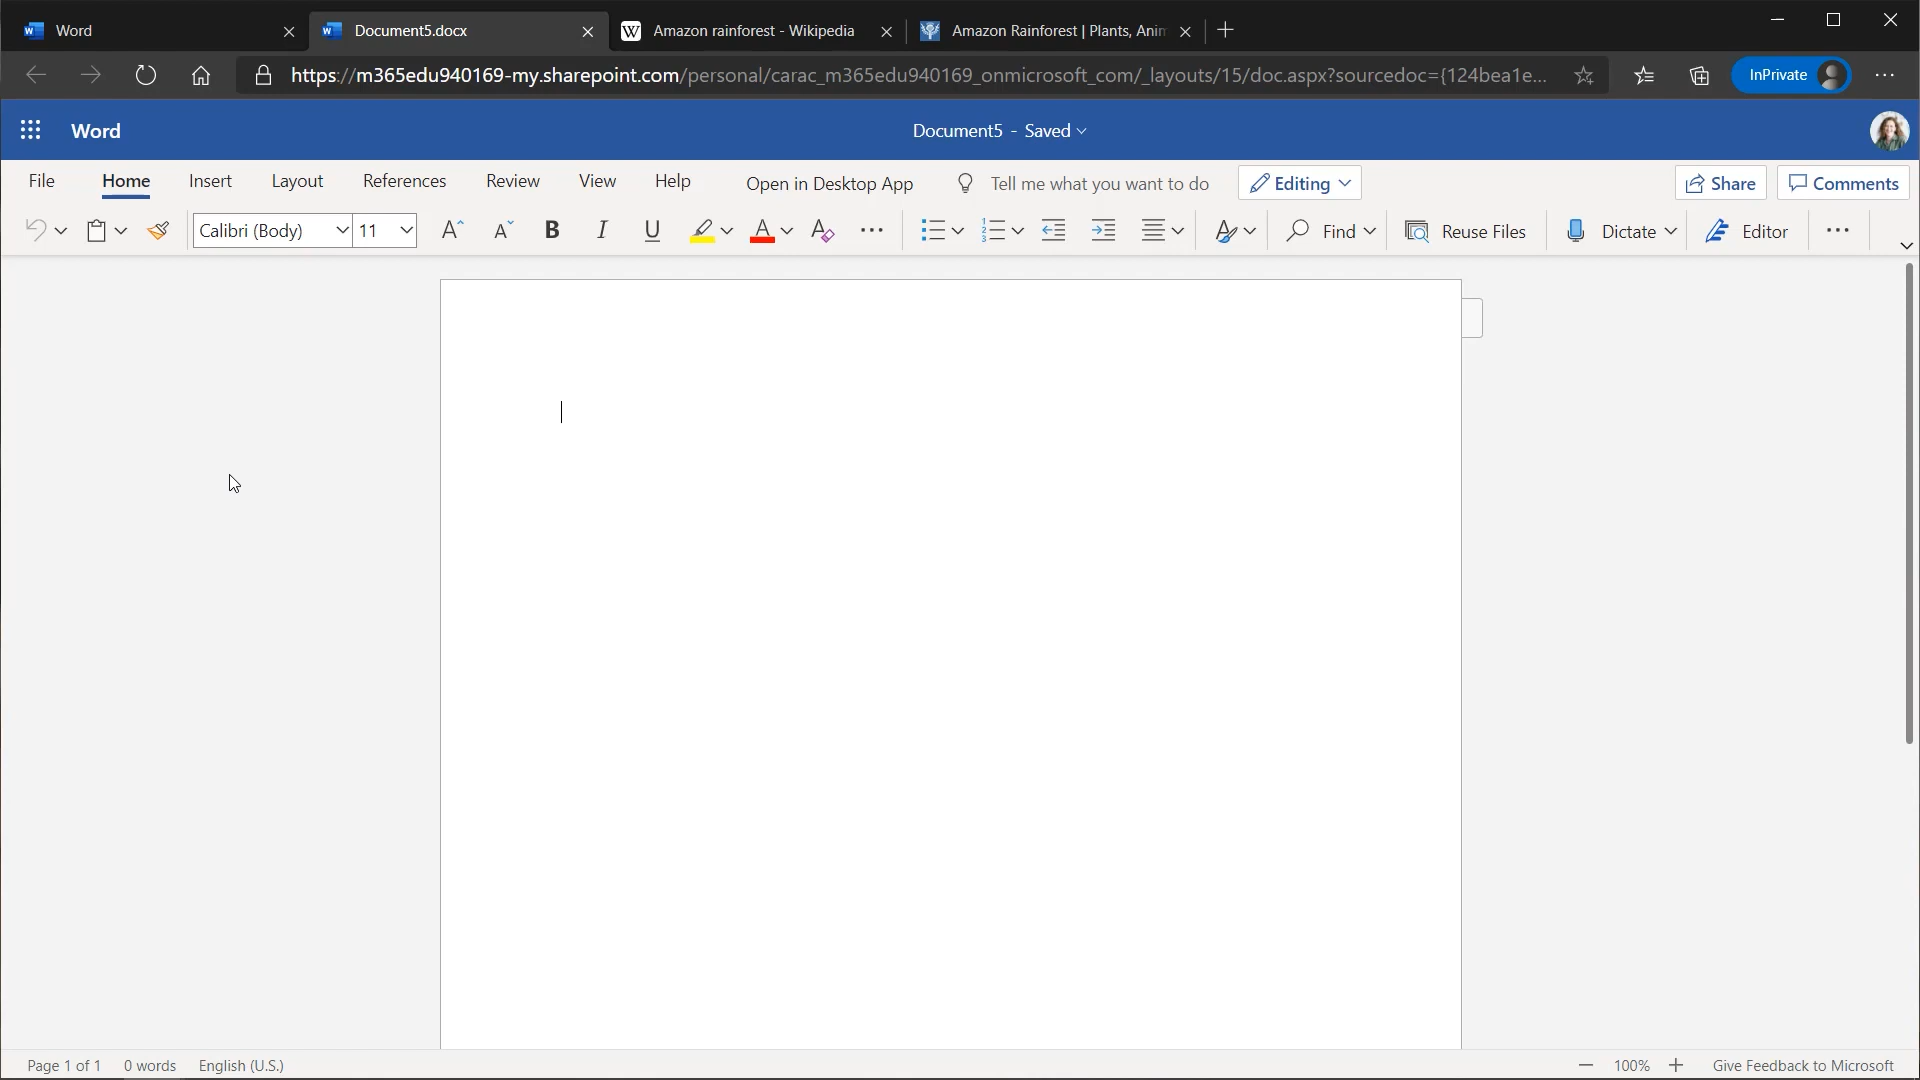 Word
Document5.docx
Amazon rainforest - Wikipedia
Amazon Rainforest | Plants, Anim
https://m365edu940169-my.sharepoint.com/personal/carac_m365edu940169_onmicrosoft_com/_layouts/15/doc.aspx?sourcedoc={124bea1e...
InPrivate
Word
Document5 - Saved
File Home Insert Layout References Review View Help Open in Desktop App Tell me what you want to do Editing Share Comments
Calibri (Body) 11 Find Reuse Files Dictate Editor
Page 1 of 1 0 words English (U.S.) 100% Give Feedback to Microsoft